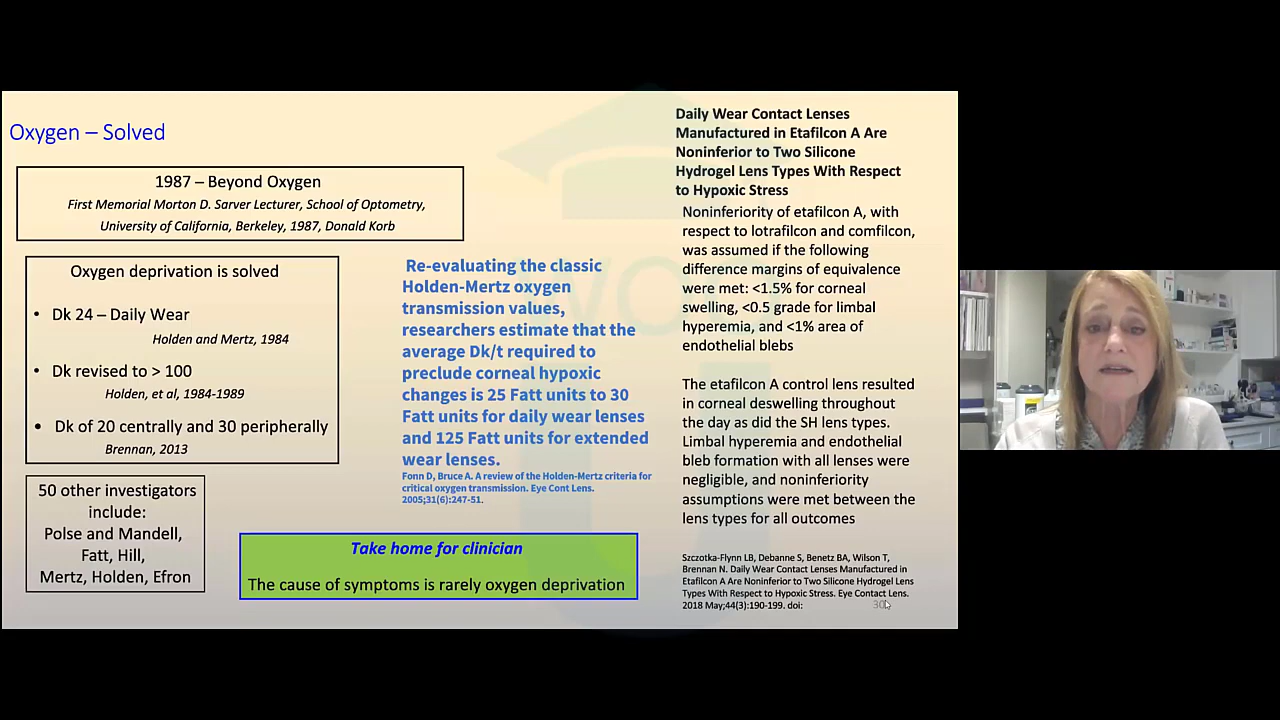 Oxygen – Solved
1987 – Beyond Oxygen
First Memorial Morton D. Sarver Lecturer, School of Optometry,
University of California, Berkeley, 1987, Donald Korb
Oxygen deprivation is solved
• Dk 24 – Daily Wear
Holden and Mertz, 1984
• Dk revised to > 100
Holden, et al, 1984-1989
• Dk of 20 centrally and 30 peripherally
Brennan, 2013
50 other investigators
include:
Polse and Mandell,
Fatt, Hill,
Mertz, Holden, Efron
Re-evaluating the classic
Holden-Mertz oxygen
transmission values,
researchers estimate that the
average Dk/t required to
preclude corneal hypoxic
changes is 25 Fatt units to 30
Fatt units for daily wear lenses
and 125 Fatt units for extended
wear lenses.
Fonn D, Bruce A. A review of the Holden-Mertz criteria for
critical oxygen transmission. Eye Cont Lens.
2005;31(6):247-51.
Take home for clinician
The cause of symptoms is rarely oxygen deprivation
Daily Wear Contact Lenses
Manufactured in Etafilcon A Are
Noninferior to Two Silicone
Hydrogel Lens Types With Respect
to Hypoxic Stress
Noninferiority of etafilcon A, with
respect to lotrafilcon and comfilcon,
was assumed if the following
difference margins of equivalence
were met: <1.5% for corneal
swelling, <0.5 grade for limbal
hyperemia, and <1% area of
endothelial blebs
The etafilcon A control lens resulted
in corneal deswelling throughout
the day as did the SH lens types.
Limbal hyperemia and endothelial
bleb formation with all lenses were
negligible, and noninferiority
assumptions were met between the
lens types for all outcomes
Szczotka-Flynn LB, Debanne S, Benetz BA, Wilson T,
Brennan N. Daily Wear Contact Lenses Manufactured in
Etafilcon A Are Noninferior to Two Silicone Hydrogel Lens
Types With Respect to Hypoxic Stress. Eye Contact Lens.
2018 May;44(3):190-199. doi: